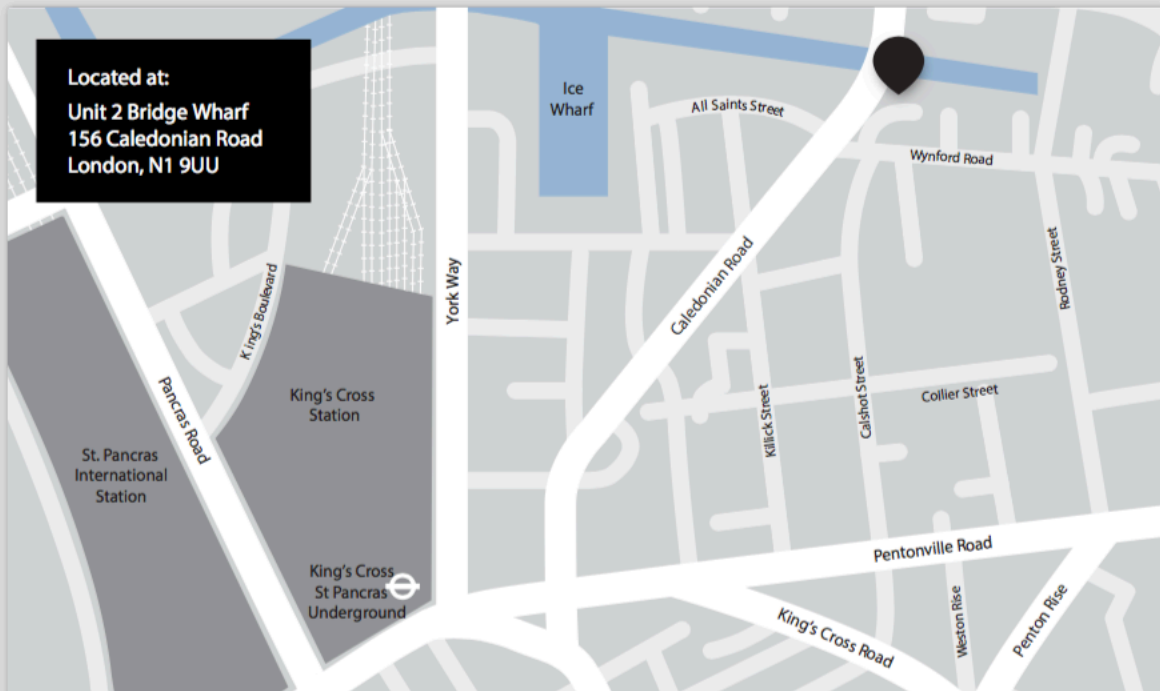 Located at:
Unit 2 Bridge Wharf
156 Caledonian Road
London, N1 9UU
Ice
Wharf
All Saints Street
Wynford Road
Rodney Street
Caledonian Road
York Way
King's Boulevard
King's Cross
Station
Pancras Road
St. Pancras
International
Station
Killick Street
Calshot Street
Collier Street
Pentonville Road
King's Cross
St Pancras
Underground
King's Cross Road
Weston Rise
Penton Rise